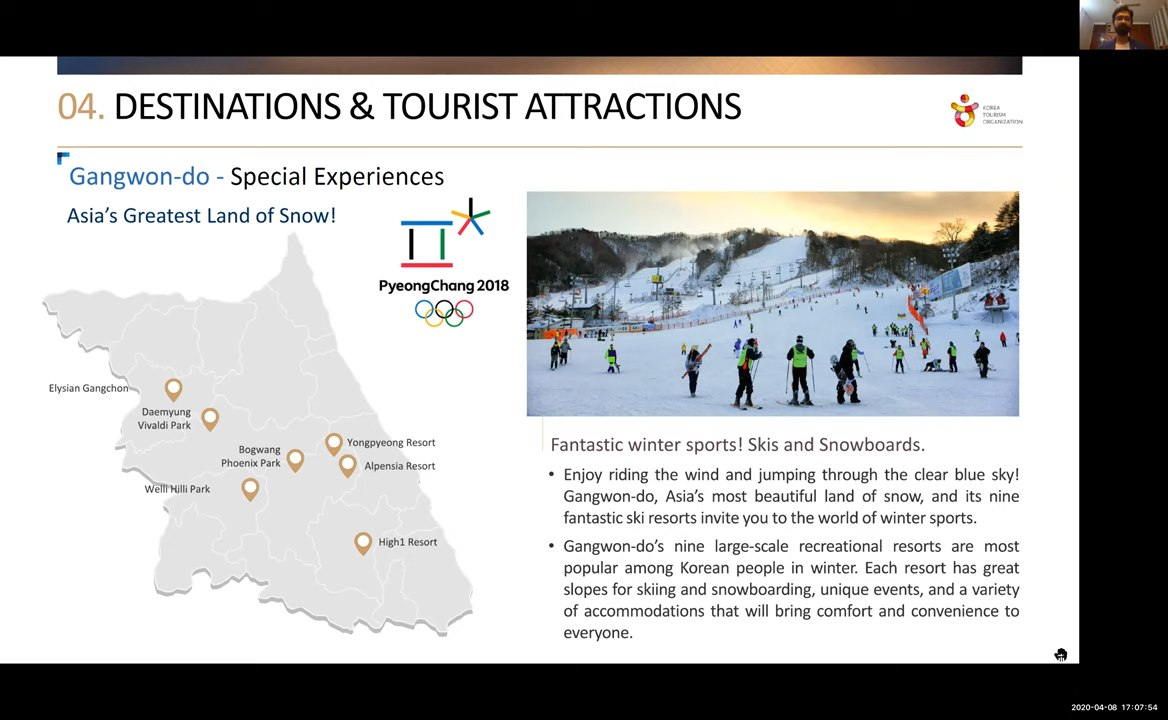 04. DESTINATIONS & TOURIST ATTRACTIONS
KOREA
TOURISM
ORGANIZATION
Gangwon-do - Special Experiences
Asia's Greatest Land of Snow!
PyeongChang 2018
Elysian Gangchon
Daemyung
Vivaldi Park
Bogwang
Phoenix Park
Yongpyeong Resort
Alpensia Resort
Welli Hilli Park
High1 Resort
Fantastic winter sports! Skis and Snowboards.
• Enjoy riding the wind and jumping through the clear blue sky!
Gangwon-do, Asia's most beautiful land of snow, and its nine
fantastic ski resorts invite you to the world of winter sports.
• Gangwon-do's nine large-scale recreational resorts are most
popular among Korean people in winter. Each resort has great
slopes for skiing and snowboarding, unique events, and a variety
of accommodations that will bring comfort and convenience to
everyone.
2020-04-08 17:07:54